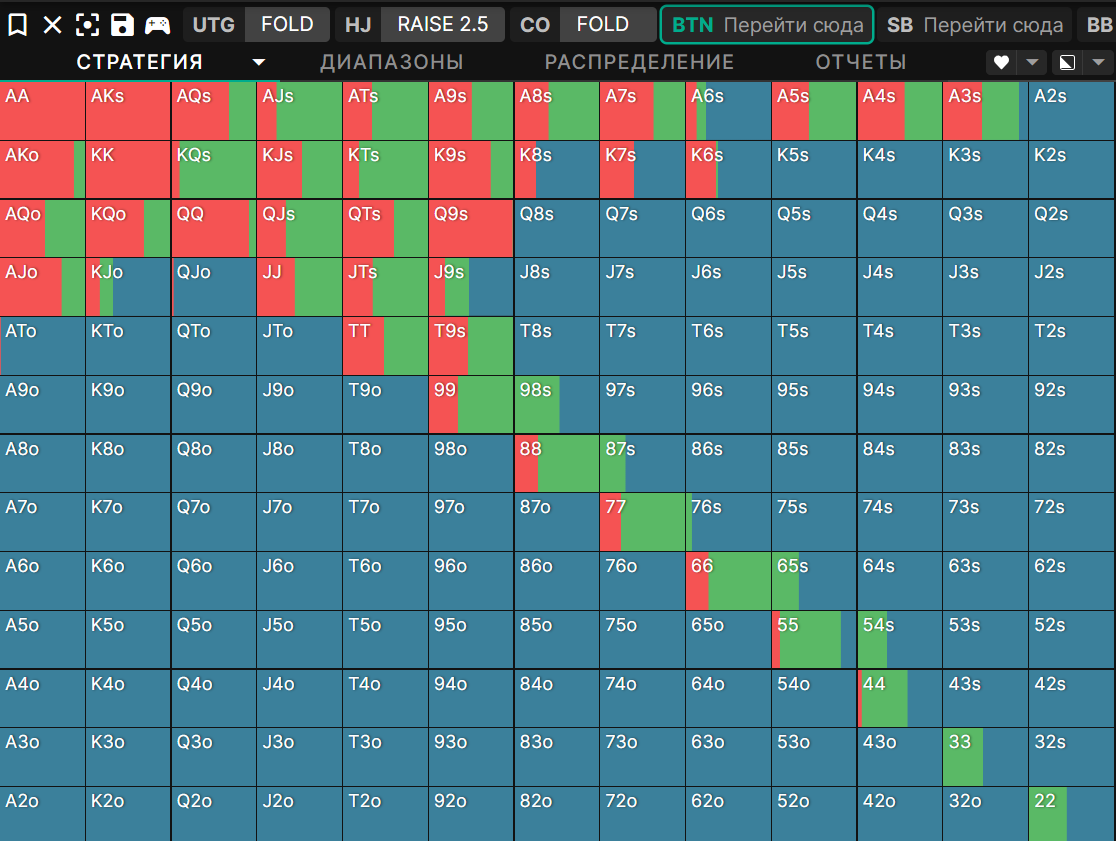 UTG FOLD HJ RAISE 2.5 CO FOLD BTN Перейти сюда SB Перейти сюда BB
СТРАТЕГИЯ ДИАПАЗОНЫ РАСПРЕДЕЛЕНИЕ ОТЧЕТЫ
AA AKs AQs AJs ATs A9s A8s A7s A6s A5s A4s A3s A2s
AKo KK KQs KJs KTs K9s K8s K7s K6s K5s K4s K3s K2s
AQo KQo QQ QJs QTs Q9s Q8s Q7s Q6s Q5s Q4s Q3s Q2s
AJo KJo QJo JJ JTs J9s J8s J7s J6s J5s J4s J3s J2s
ATo KTo QTo JTo TT T9s T8s T7s T6s T5s T4s T3s T2s
A9o K9o Q9o J9o T9o 99 98s 97s 96s 95s 94s 93s 92s
A8o K8o Q8o J8o T8o 98o 88 87s 86s 85s 84s 83s 82s
A7o K7o Q7o J7o T7o 97o 87o 77 76s 75s 74s 73s 72s
A6o K6o Q6o J6o T6o 96o 86o 76o 66 65s 64s 63s 62s
A5o K5o Q5o J5o T5o 95o 85o 75o 65o 55 54s 53s 52s
A4o K4o Q4o J4o T4o 94o 84o 74o 64o 54o 44 43s 42s
A3o K3o Q3o J3o T3o 93o 83o 73o 63o 53o 43o 33 32s
A2o K2o Q2o J2o T2o 92o 82o 72o 62o 52o 42o 32o 22